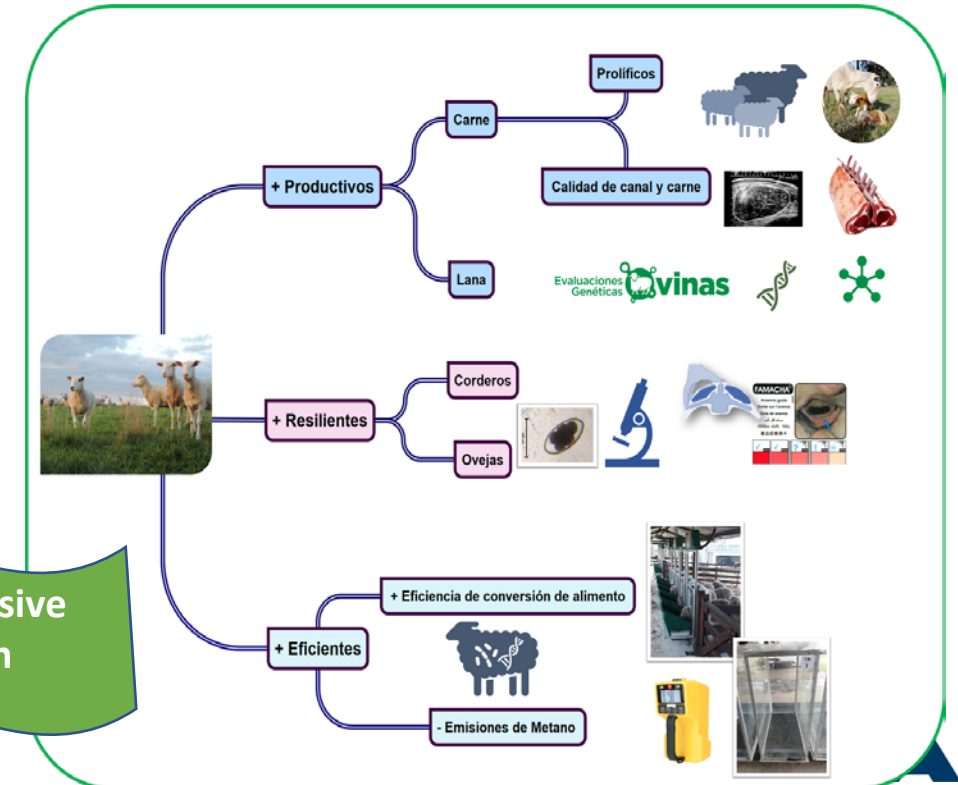 Prolíficos
Carne
+ Productivos
Calidad de canal y carne
Lana
Evaluaciones
Genéticas
Ovinas
Corderos
+ Resilientes
Ovejas
FAMACHA
+ Eficiencia de conversión de alimento
+ Eficientes
- Emisiones de Metano
sive
n